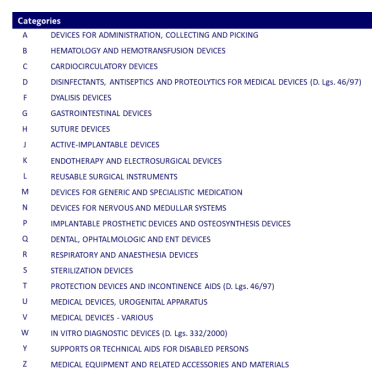 Categories
A DEVICES FOR ADMINISTRATION, COLLECTING AND PICKING
B HEMATOLOGY AND HEMOTRANSFUSION DEVICES
C CARDIOCIRCULATORY DEVICES
D DISINFECTANTS, ANTISEPTICS AND PROTEOLYTICS FOR MEDICAL DEVICES (D. Lgs. 46/97)
F DYALISIS DEVICES
G GASTROINTESTINAL DEVICES
H SUTURE DEVICES
J ACTIVE-IMPLANTABLE DEVICES
K ENDOTHERAPY AND ELECTROSURGICAL DEVICES
L REUSABLE SURGICAL INSTRUMENTS
M DEVICES FOR GENERIC AND SPECIALISTIC MEDICATION
N DEVICES FOR NERVOUS AND MEDULLAR SYSTEMS
P IMPLANTABLE PROSTHETIC DEVICES AND OSTEOSYNTHESIS DEVICES
Q DENTAL, OPHTALMOLOGIC AND ENT DEVICES
R RESPIRATORY AND ANAESTHESIA DEVICES
S STERILIZATION DEVICES
T PROTECTION DEVICES AND INCONTINENCE AIDS (D. Lgs. 46/97)
U MEDICAL DEVICES, UROGENITAL APPARATUS
V MEDICAL DEVICES - VARIOUS
W IN VITRO DIAGNOSTIC DEVICES (D. Lgs. 332/2000)
Y SUPPORTS OR TECHNICAL AIDS FOR DISABLED PERSONS
Z MEDICAL EQUIPMENT AND RELATED ACCESSORIES AND MATERIALS